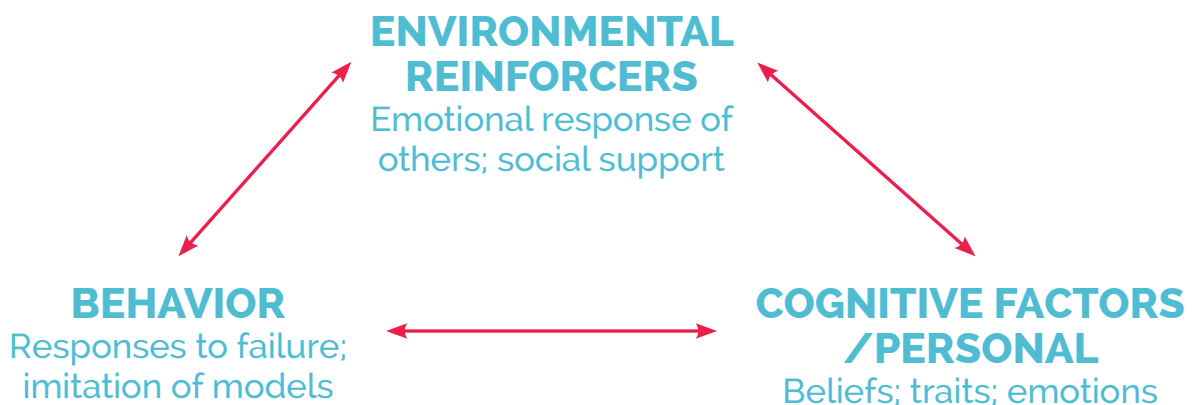 ENVIRONMENTAL
REINFORCERS
Emotional response of
others; social support
BEHAVIOR
Responses to failure;
imitation of models
COGNITIVE FACTORS
/PERSONAL
Beliefs; traits; emotions